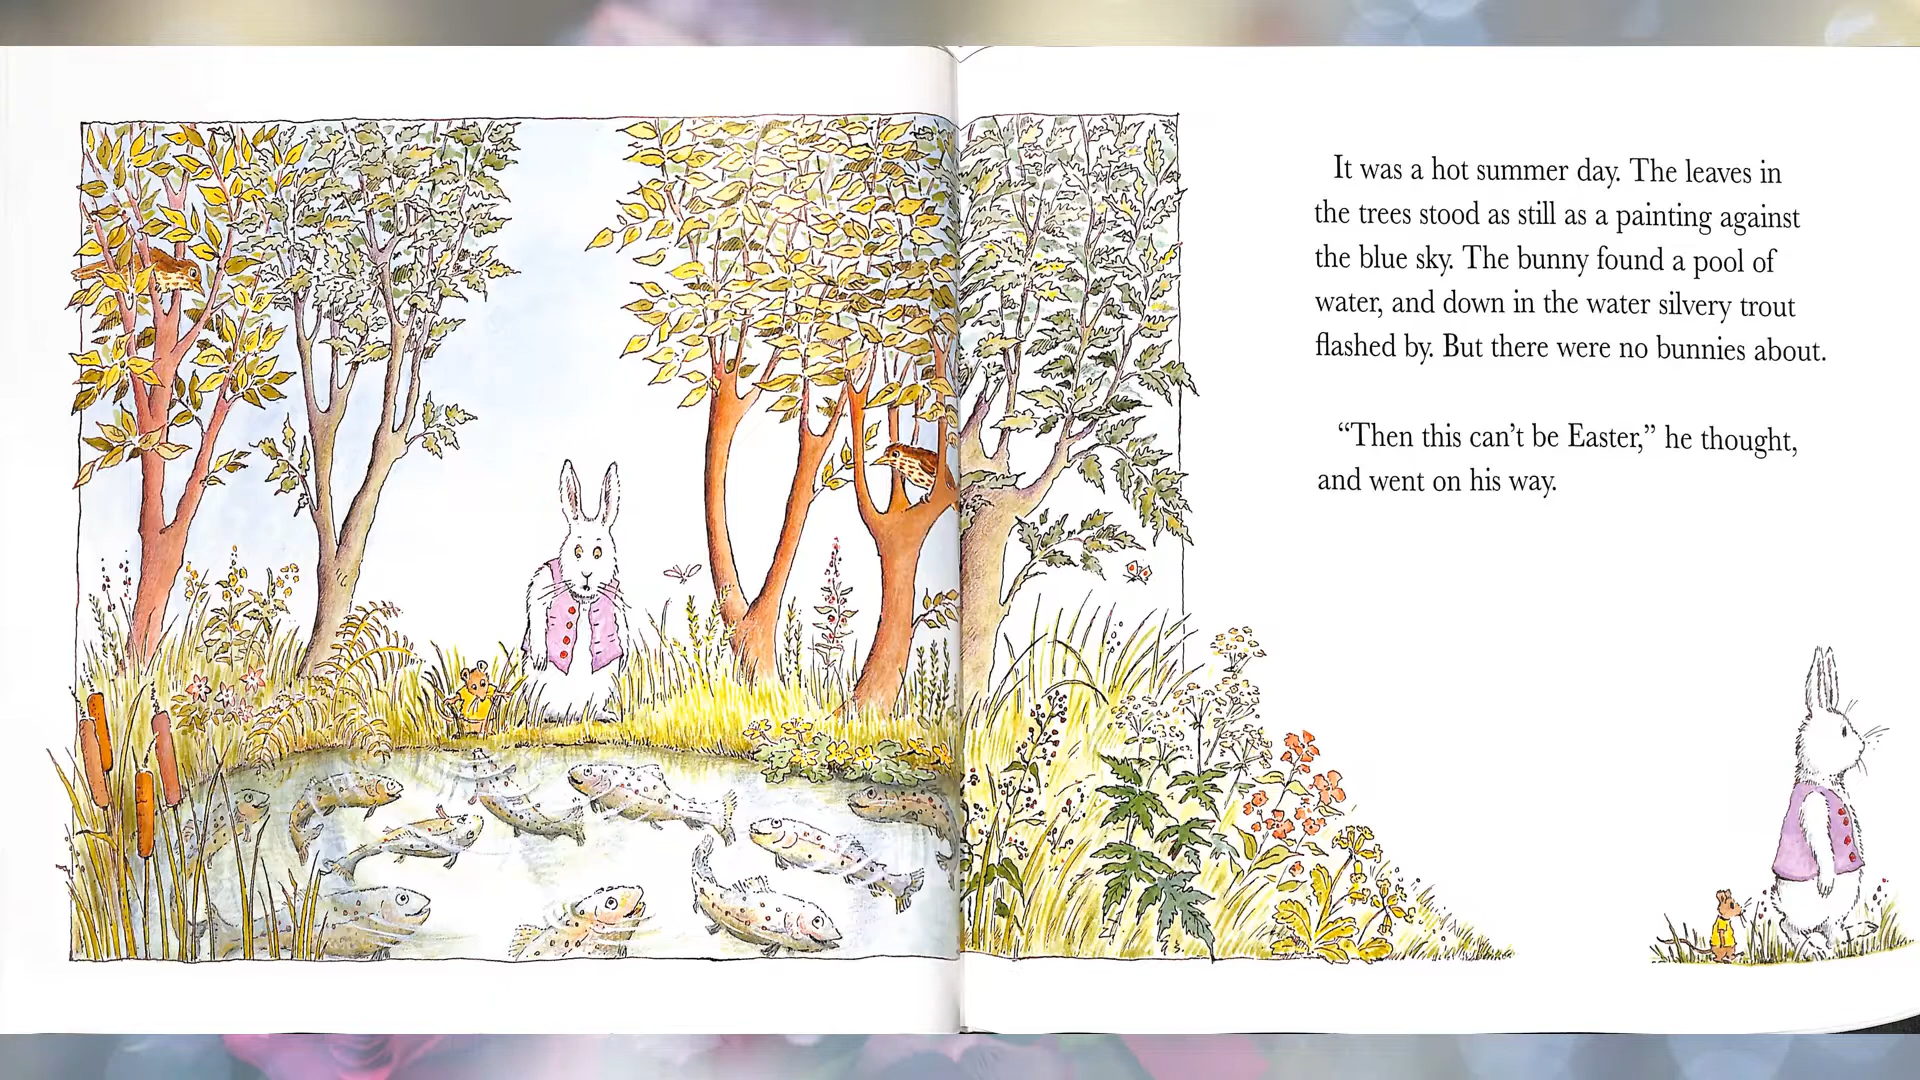 It was a hot summer day. The leaves in
the trees stood as still as a painting against
the blue sky. The bunny found a pool of
water, and down in the water silvery trout
flashed by. But there were no bunnies about.
“Then this can’t be Easter,” he thought,
and went on his way.